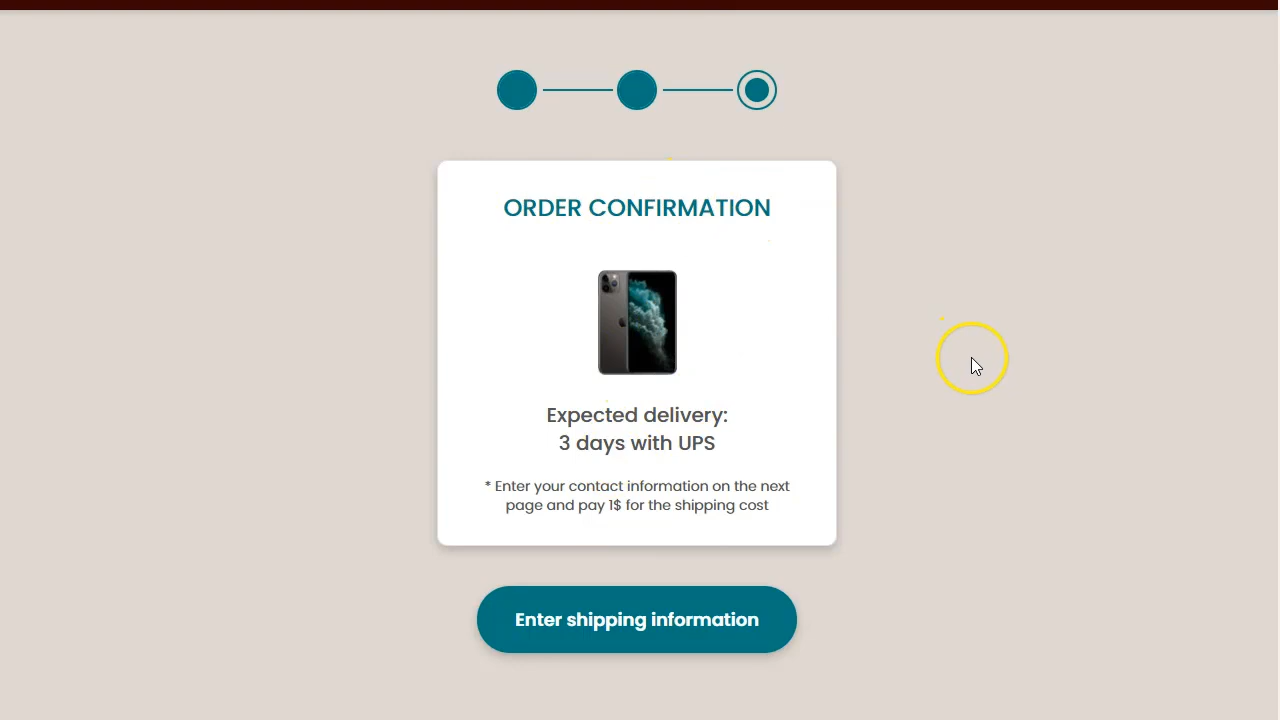 ORDER CONFIRMATION
Expected delivery:
3 days with UPS
* Enter your contact information on the next
page and pay 1$ for the shipping cost
Enter shipping information